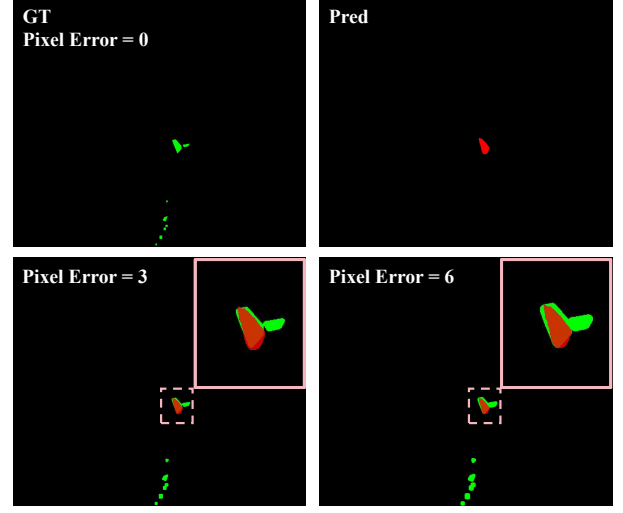 GT
Pixel Error = 0
Pred
Pixel Error = 3
Pixel Error = 6